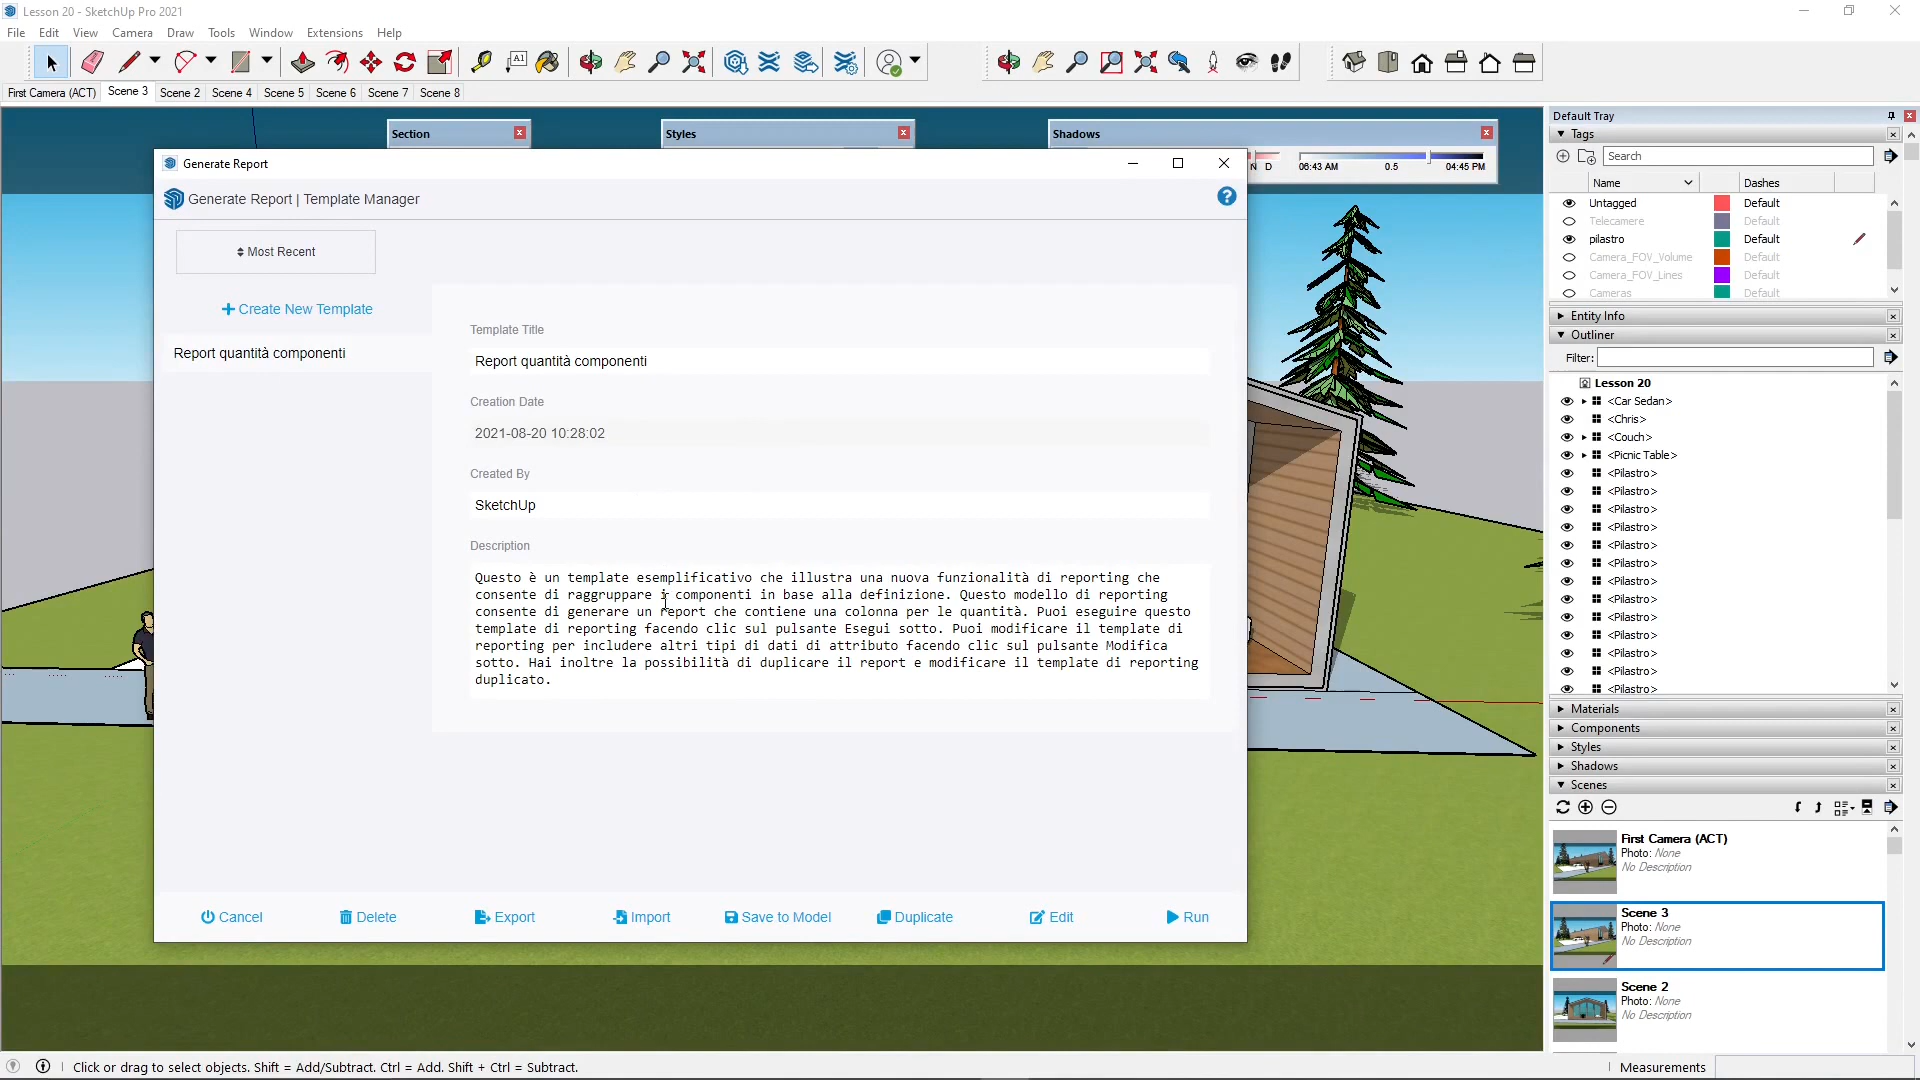 Lesson 20 - SketchUp Pro 2021
File Edit View Camera Draw Tools Window Extensions Help
A1
First Camera (ACT) Scene 3 Scene 2 Scene 4 Scene 5 Scene 6 Scene 7 Scene 8
Section
Styles
Shadows
N D 06:43 AM 0.5 04:45 PM
Generate Report
Generate Report | Template Manager
Most Recent
Create New Template
Report quantità componenti
Template Title
Report quantità componenti
Creation Date
2021-08-20 10:28:02
Created By
SketchUp
Description
Questo è un template esemplificativo che illustra una nuova funzionalità di reporting che
consente di raggruppare i componenti in base alla definizione. Questo modello di reporting
consente di generare un report che contiene una colonna per le quantità. Puoi eseguire questo
template di reporting facendo clic sul pulsante Esegui sotto. Puoi modificare il template di
reporting per includere altri tipi di dati di attributo facendo clic sul pulsante Modifica
sotto. Hai inoltre la possibilità di duplicare il report e modificare il template di reporting
duplicato.
Cancel Delete Export Import Save to Model Duplicate Edit Run
Default Tray
Tags
Search
Name Dashes
Untagged Default
Telecamere Default
pilastro Default
Camera_FOV_Volume Default
Camera_FOV_Lines Default
Cameras Default
Entity Info
Outliner
Filter:
Lesson 20
<Car Sedan>
<Chris>
<Couch>
<Picnic Table>
<Pilastro>
<Pilastro>
<Pilastro>
<Pilastro>
<Pilastro>
<Pilastro>
<Pilastro>
<Pilastro>
<Pilastro>
<Pilastro>
<Pilastro>
<Pilastro>
<Pilastro>
Materials
Components
Styles
Shadows
Scenes
First Camera (ACT)
Photo: None
No Description
Scene 3
Photo: None
No Description
Scene 2
Photo: None
No Description
Click or drag to select objects. Shift = Add/Subtract. Ctrl = Add. Shift + Ctrl = Subtract.
Measurements